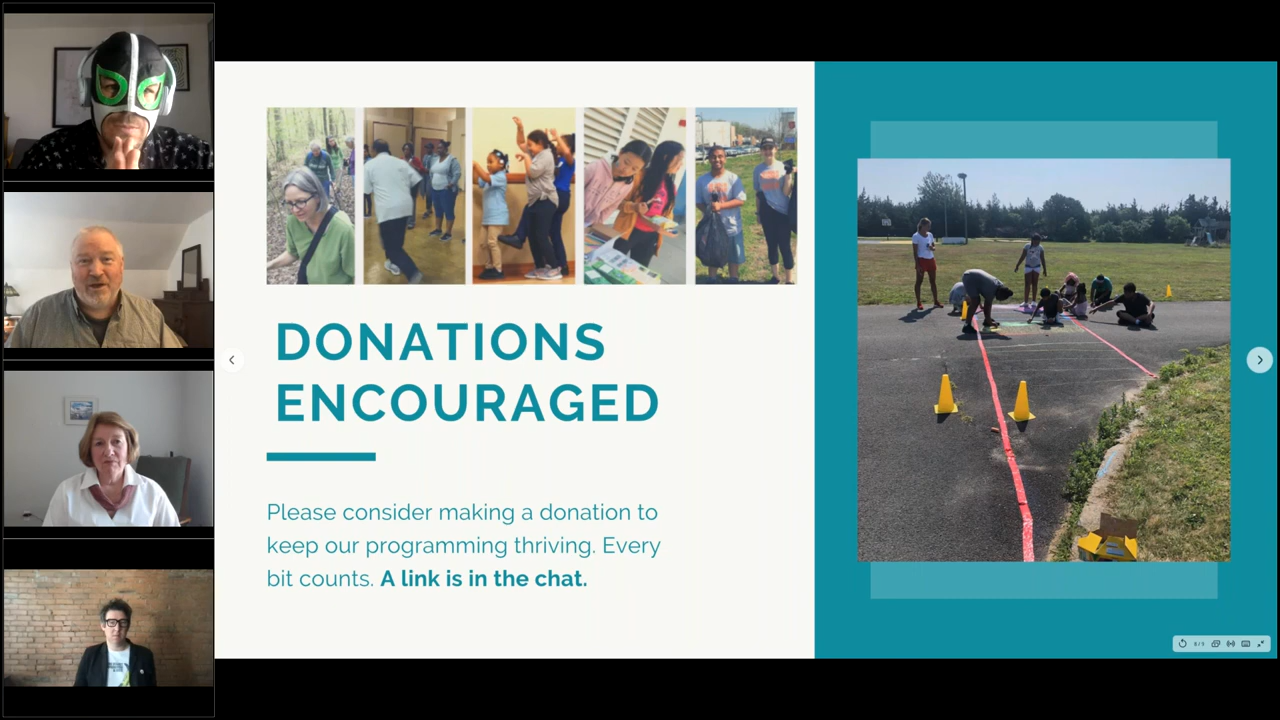 DONATIONS
ENCOURAGED
Please consider making a donation to
keep our programming thriving. Every
bit counts. A link is in the chat.